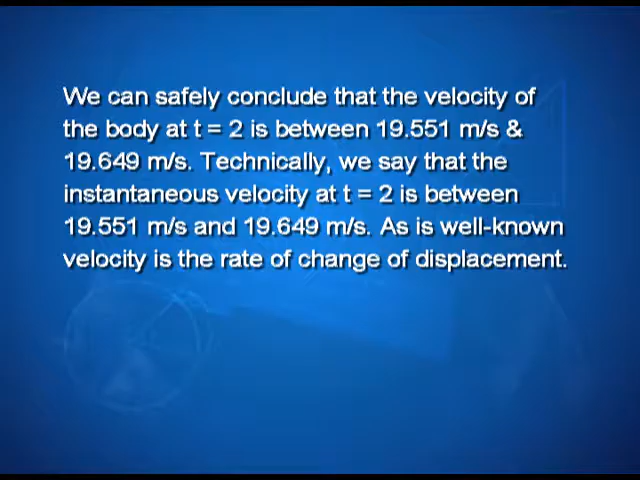 We can safely conclude that the velocity of
the body at t = 2 is between 19.551 m/s &
19.649 m/s. Technically, we say that the
instantaneous velocity at t = 2 is between
19.551 m/s and 19.649 m/s. As is well-known
velocity is the rate of change of displacement.